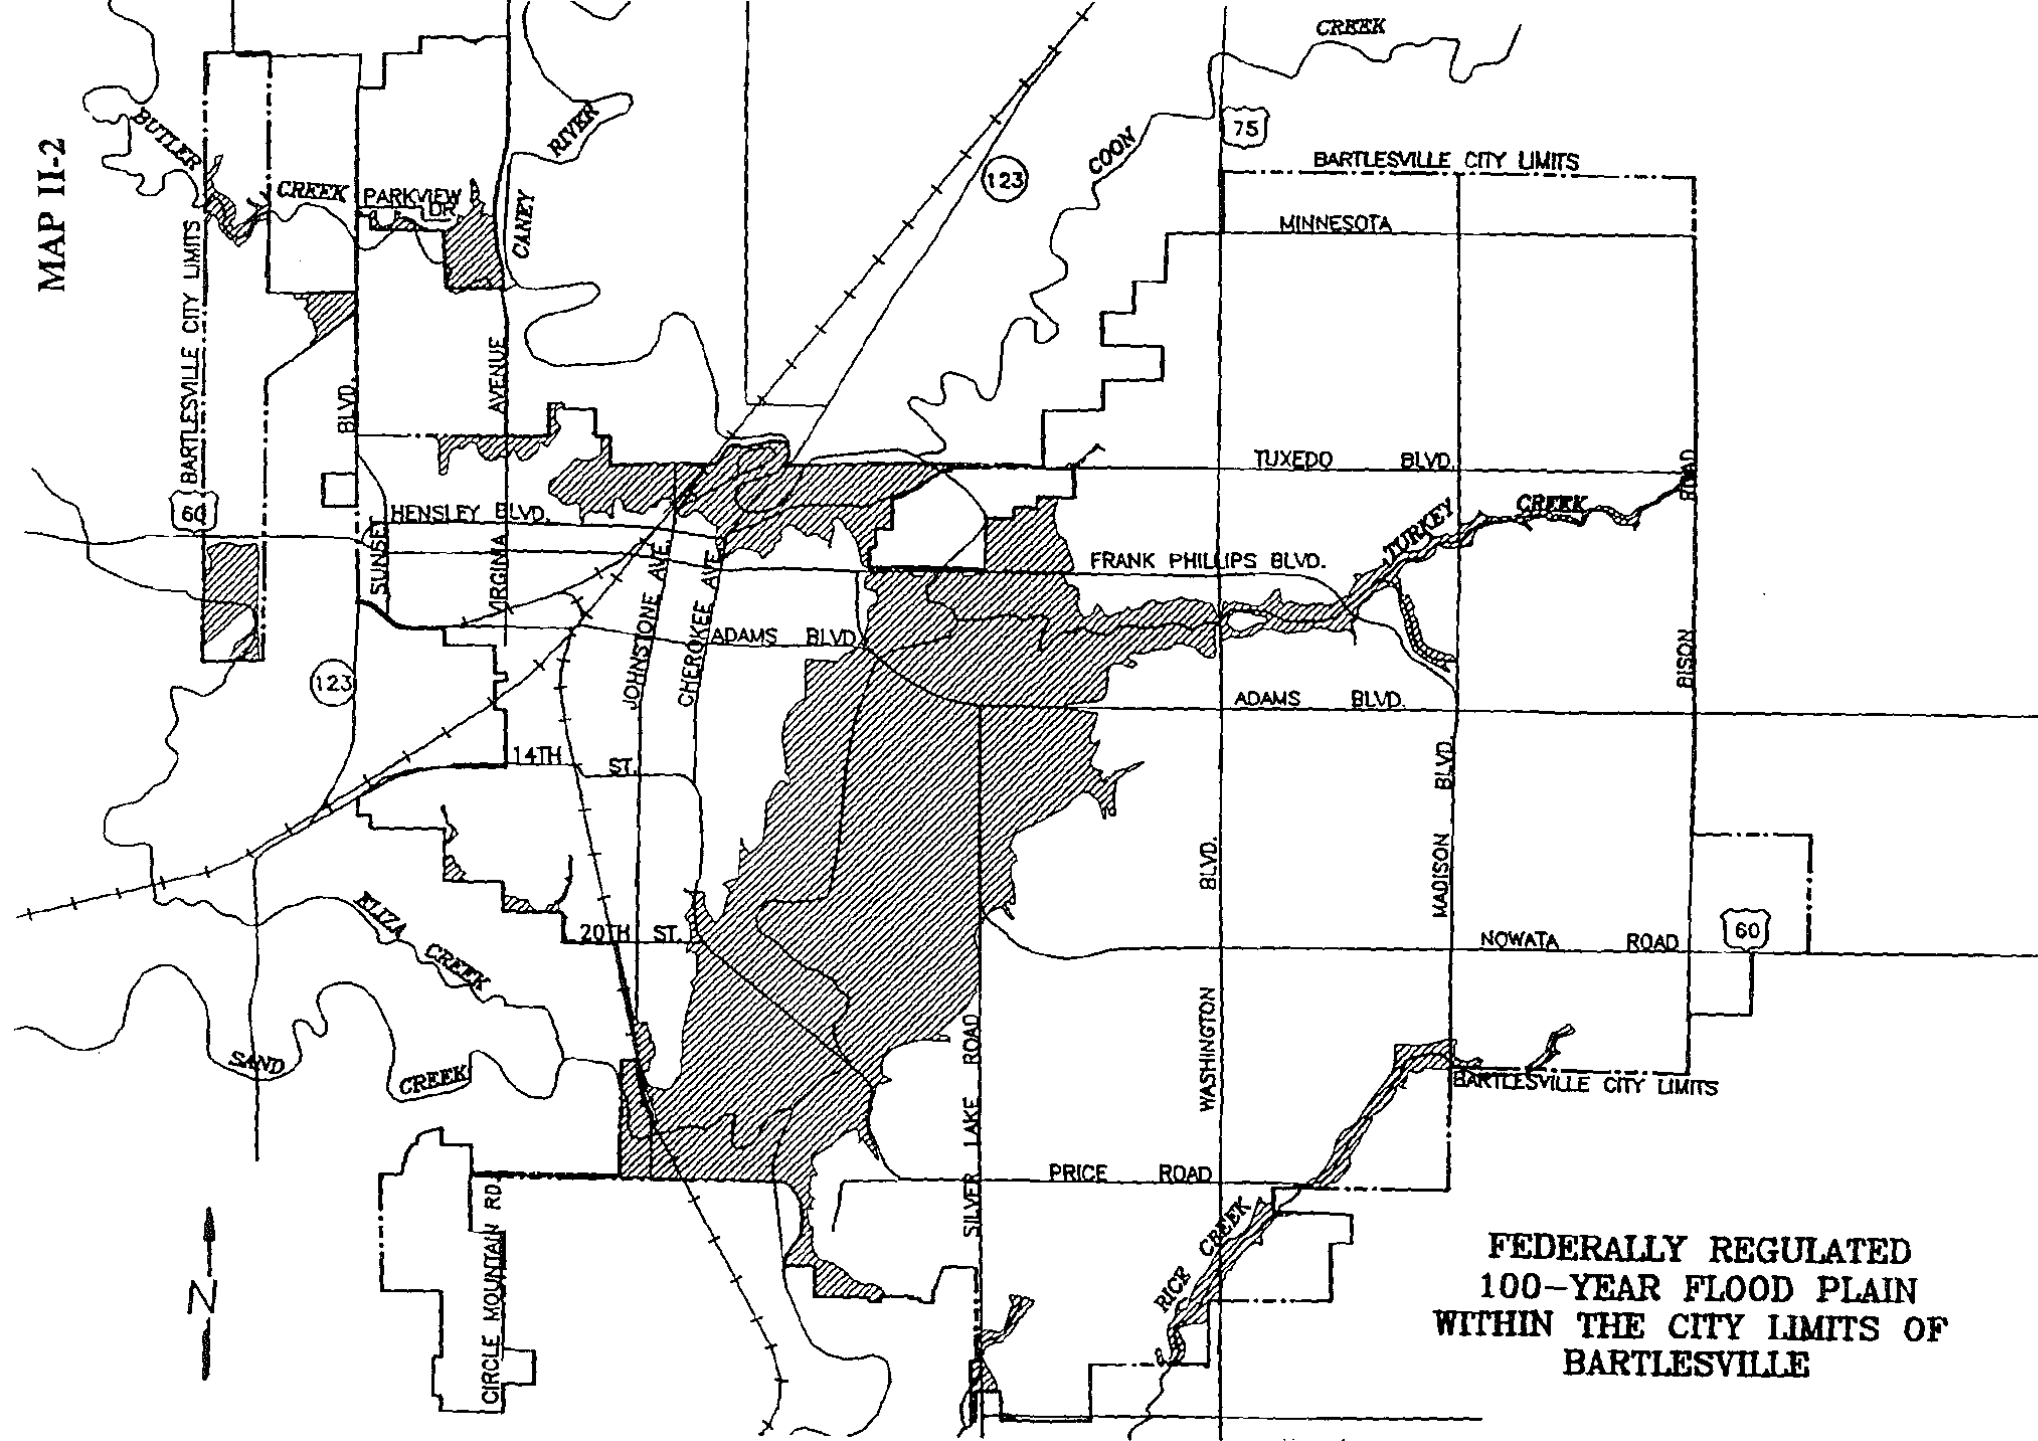 MAP II-2
CREEK
COON
75
BARTLESVILLE CITY LIMITS
MINNESOTA
BUTLER
CREEK
PARKVIEW
DR.
RIVER
CANEY
123
BARTLESVILLE CITY LIMITS
BLVD.
AVENUE
TUXEDO BLVD.
ROAD
60
HENSLEY BLVD.
SUNSET
VIRGINIA
JOHNSTONE AVE.
CHEROKEE AVE.
FRANK PHILLIPS BLVD.
TURKEY
CREEK
ADAMS BLVD.
BISON
123
ADAMS BLVD.
14TH ST.
MADISON BLVD.
BLVD.
ELIZA
CREEK
20TH ST.
NOWATA ROAD
60
SAND
CREEK
SILVER LAKE ROAD
WASHINGTON
BARTLESVILLE CITY LIMITS
PRICE ROAD
CIRCLE MOUNTAIN RD.
RICE
CREEK
N
FEDERALLY REGULATED
100-YEAR FLOOD PLAIN
WITHIN THE CITY LIMITS OF
BARTLESVILLE